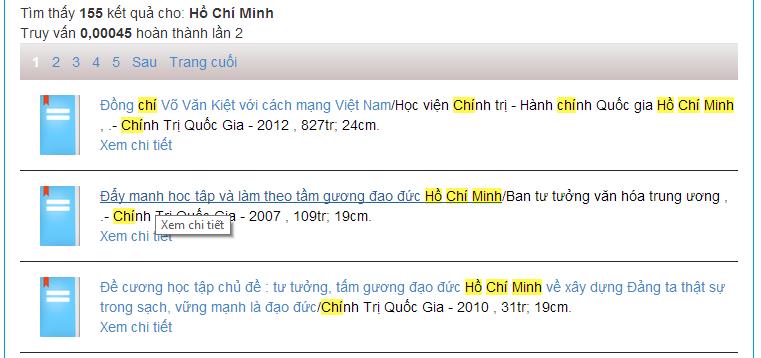 Tìm thấy 155 kết quả cho: Hồ Chí Minh
Truy vấn 0,00045 hoàn thành lần 2
1 2 3 4 5 Sau Trang cuối
Đồng chí Võ Văn Kiệt với cách mạng Việt Nam/Học viện Chính trị - Hành chính Quốc gia Hồ Chí Minh
, .- Chính Trị Quốc Gia - 2012 , 827tr; 24cm.
Xem chi tiết
Đẩy mạnh học tập và làm theo tầm gương đạo đức Hồ Chí Minh/Ban tư tưởng văn hóa trung ương ,
.- Chính Trị Quốc Gia - 2007 , 109tr; 19cm.
Xem chi tiết
Xem chi tiết
Đề cương học tập chủ đề : tư tưởng, tấm gương đạo đức Hồ Chí Minh về xây dựng Đảng ta thật sự
trong sạch, vững mạnh là đạo đức/Chính Trị Quốc Gia - 2010 , 31tr; 19cm.
Xem chi tiết